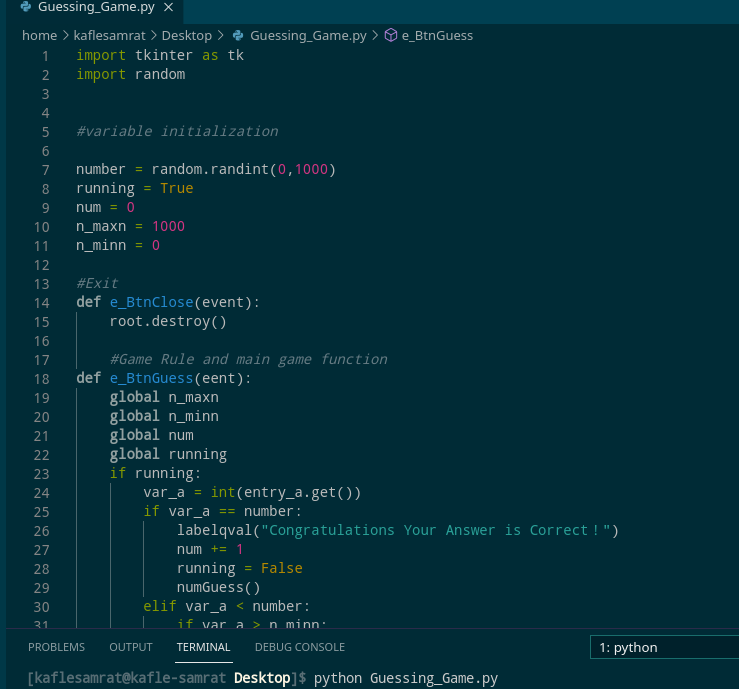 Guessing_Game.py ×
home > kaflesamrat > Desktop > Guessing_Game.py > e_BtnGuess
1 import tkinter as tk
2 import random
3
4
5 #variable initialization
6
7 number = random.randint(0,1000)
8 running = True
9 num = 0
10 n_maxn = 1000
11 n_minn = 0
12
13 #Exit
14 def e_BtnClose(event):
15     root.destroy()
16
17     #Game Rule and main game function
18 def e_BtnGuess(eent):
19     global n_maxn
20     global n_minn
21     global num
22     global running
23     if running:
24         var_a = int(entry_a.get())
25         if var_a == number:
26             labelqval("Congratulations Your Answer is Correct！")
27             num += 1
28             running = False
29             numGuess()
30         elif var_a < number:
31             if var_a > n_minn:
PROBLEMS OUTPUT TERMINAL DEBUG CONSOLE 1: python
[kaflesamrat@kafle-samrat Desktop]$ python Guessing_Game.py